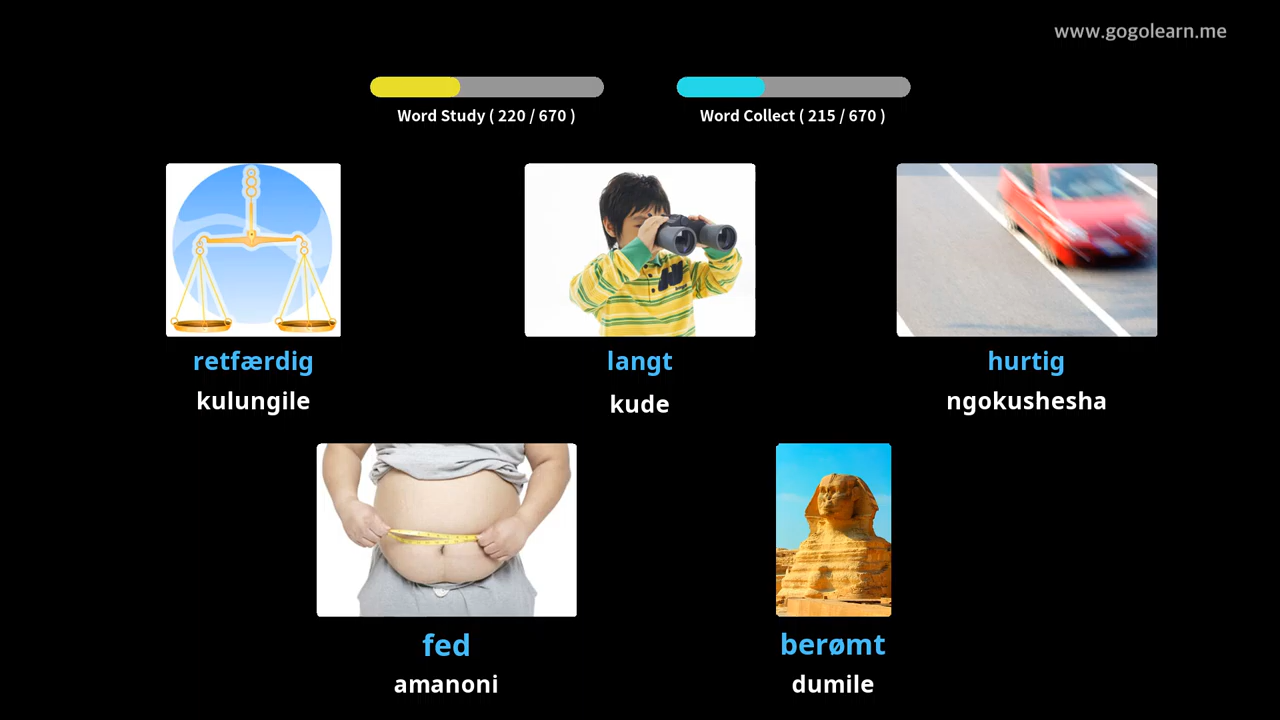 www.gogolearn.me
Word Study ( 220 / 670 )
Word Collect ( 215 / 670 )
retfærdig
kulungile
langt
kude
hurtig
ngokushesha
fed
amanoni
berømt
dumile